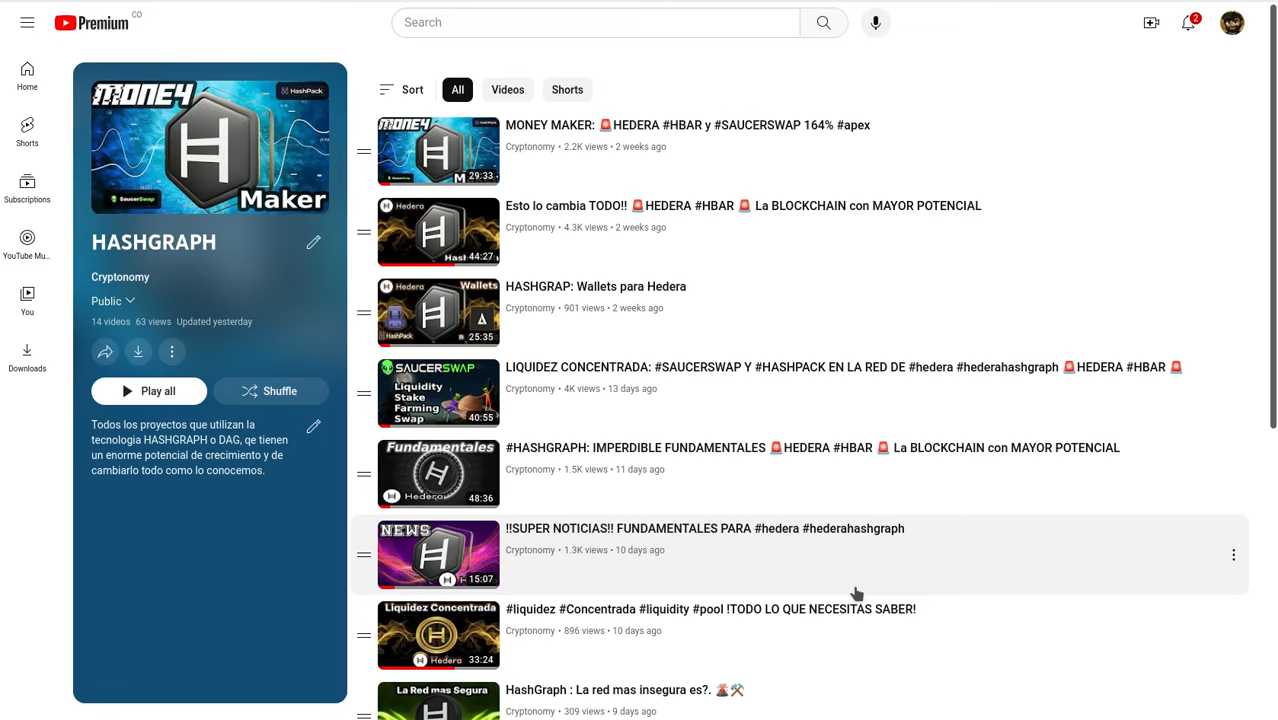 Premium CO
Search
2
Home
Shorts
Subscriptions
YouTube Mu...
You
Downloads
MONEY
HashPack
SaucerSwap
Maker
HASHGRAPH
Cryptonomy
Public
14 videos 63 views Updated yesterday
Play all
Shuffle
Todos los proyectos que utilizan la
tecnologia HASHGRAPH o DAG, qe tienen
un enorme potencial de crecimiento y de
cambiarlo todo como lo conocemos.
Sort
All
Videos
Shorts
MONEY
29:33
MONEY MAKER: 🚨HEDERA #HBAR y #SAUCERSWAP 164% #apex
Cryptonomy • 2.2K views • 2 weeks ago
Hedera
44:27
Esto lo cambia TODO!! 🚨HEDERA #HBAR 🚨 La BLOCKCHAIN con MAYOR POTENCIAL
Cryptonomy • 4.3K views • 2 weeks ago
Hedera
Wallets
HashPack
25:35
HASHGRAP: Wallets para Hedera
Cryptonomy • 901 views • 2 weeks ago
SAUCERSWAP
Liquidity
Stake
Farming
Swap
40:55
LIQUIDEZ CONCENTRADA: #SAUCERSWAP Y #HASHPACK EN LA RED DE #hedera #hederahashgraph 🚨HEDERA #HBAR 🚨
Cryptonomy • 4K views • 13 days ago
Fundamentales
Hedera
48:36
#HASHGRAPH: IMPERDIBLE FUNDAMENTALES 🚨HEDERA #HBAR 🚨 La BLOCKCHAIN con MAYOR POTENCIAL
Cryptonomy • 1.5K views • 11 days ago
NEWS
15:07
!!SUPER NOTICIAS!! FUNDAMENTALES PARA #hedera #hederahashgraph
Cryptonomy • 1.3K views • 10 days ago
Liquidez Concentrada
Hedera
33:24
#liquidez #Concentrada #liquidity #pool !TODO LO QUE NECESITAS SABER!
Cryptonomy • 896 views • 10 days ago
La Red mas Segura
HashGraph : La red mas insegura es?. 🌋⚒️
Cryptonomy • 309 views • 9 days ago